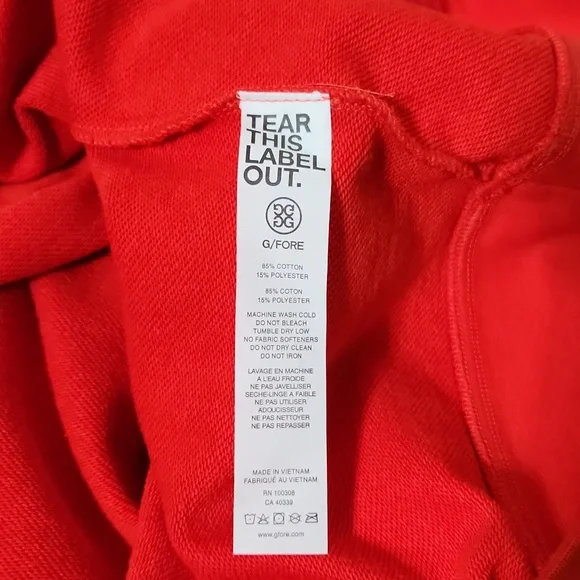 TEAR
THIS
LABEL
OUT.
G/FORE
85% COTTON
15% POLYESTER
85% COTON
15% POLYESTER
MACHINE WASH COLD
DO NOT BLEACH
TUMBLE DRY LOW
NO FABRIC SOFTENERS
DO NOT DRY CLEAN
DO NOT IRON
LAVAGE EN MACHINE
A L'EAU FROIDE
NE PAS JAVELLISER
SECHE-LINGE A FAIBLE
NE PAS UTILISER
ADOUCISSEUR
NE PAS NETTOYER
NE PAS REPASSER
MADE IN VIETNAM
FABRIQUÉ AU VIETNAM
RN 100308
CA 46339
www.gfore.com